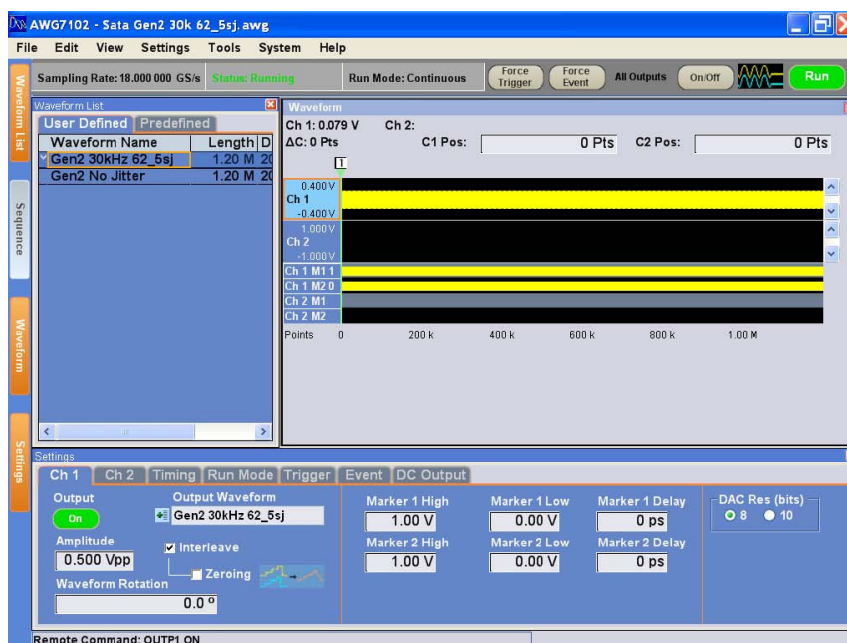 AWG7102 - Sata Gen2 30k 62_5sj.awg
File Edit View Settings Tools System Help
Sampling Rate: 18.000 000 GS/s Status: Running Run Mode: Continuous Force Trigger Force Event All Outputs On/Off Run
Waveform List
Sequence
Waveform
Settings
Waveform List
User Defined Predefined
Waveform Name Length D
Gen2 30kHz 62_5sj 1.20 M 20
Gen2 No Jitter 1.20 M 20
Waveform
Ch 1: 0.079 V Ch 2:
ΔC: 0 Pts C1 Pos: 0 Pts C2 Pos: 0 Pts
1
0.400 V
Ch 1
-0.400 V
1.000 V
Ch 2
-1.000 V
Ch 1 M1 1
Ch 1 M2 0
Ch 2 M1
Ch 2 M2
Points 0 200 k 400 k 600 k 800 k 1.00 M
Settings
Ch 1 Ch 2 Timing Run Mode Trigger Event DC Output
Output Output Waveform Marker 1 High Marker 1 Low Marker 1 Delay DAC Res (bits)
On Gen2 30kHz 62_5sj 1.00 V 0.00 V 0 ps 8 10
Amplitude Interleave Marker 2 High Marker 2 Low Marker 2 Delay
0.500 Vpp Zeroing 1.00 V 0.00 V 0 ps
Waveform Rotation
0.0 º
Remote Command: OUTP1 ON